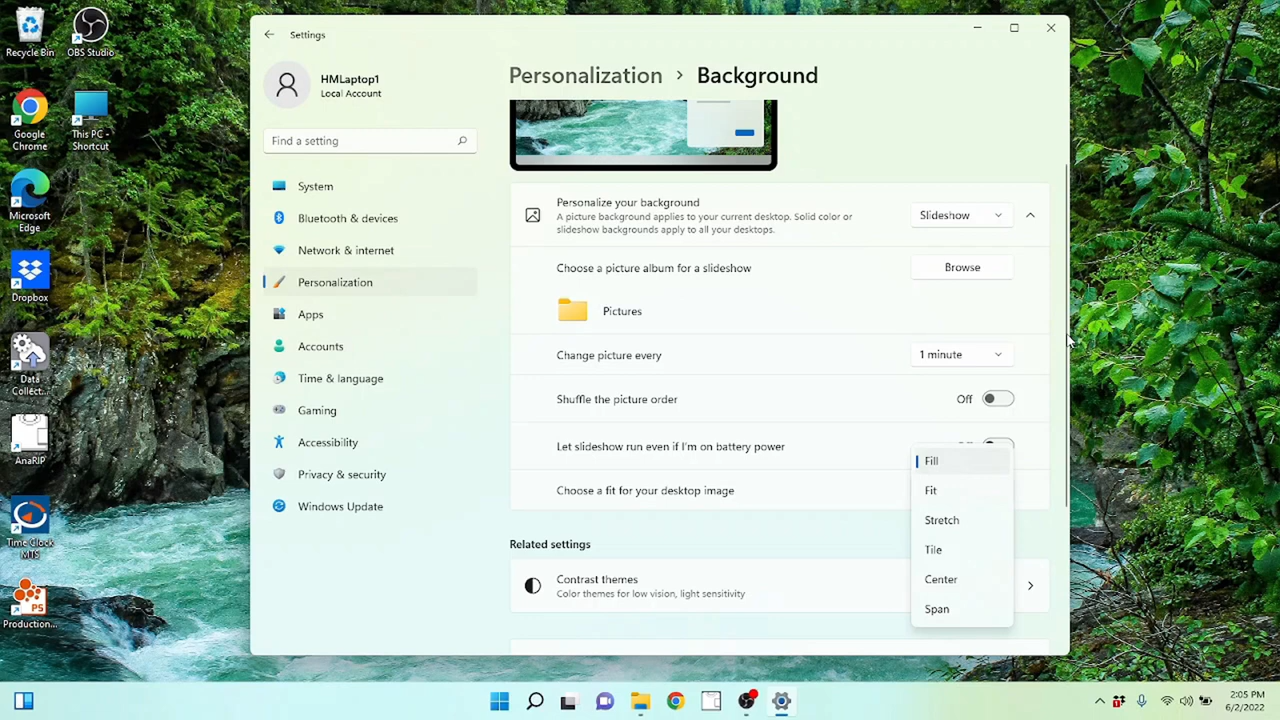 Recycle Bin
OBS Studio
Google
Chrome
This PC -
Shortcut
Microsoft
Edge
Dropbox
Data
Collect...
AnaRIP
Time Clock
MTS
Production...
Settings
HMLaptop1
Local Account
Find a setting
System
Bluetooth & devices
Network & internet
Personalization
Apps
Accounts
Time & language
Gaming
Accessibility
Privacy & security
Windows Update
Personalization > Background
Personalize your background
A picture background applies to your current desktop. Solid color or
slideshow backgrounds apply to all your desktops.
Slideshow
Choose a picture album for a slideshow
Browse
Pictures
Change picture every
1 minute
Shuffle the picture order
Off
Let slideshow run even if I'm on battery power
Choose a fit for your desktop image
Fill
Fit
Stretch
Tile
Center
Span
Related settings
Contrast themes
Color themes for low vision, light sensitivity
2:05 PM
6/2/2022